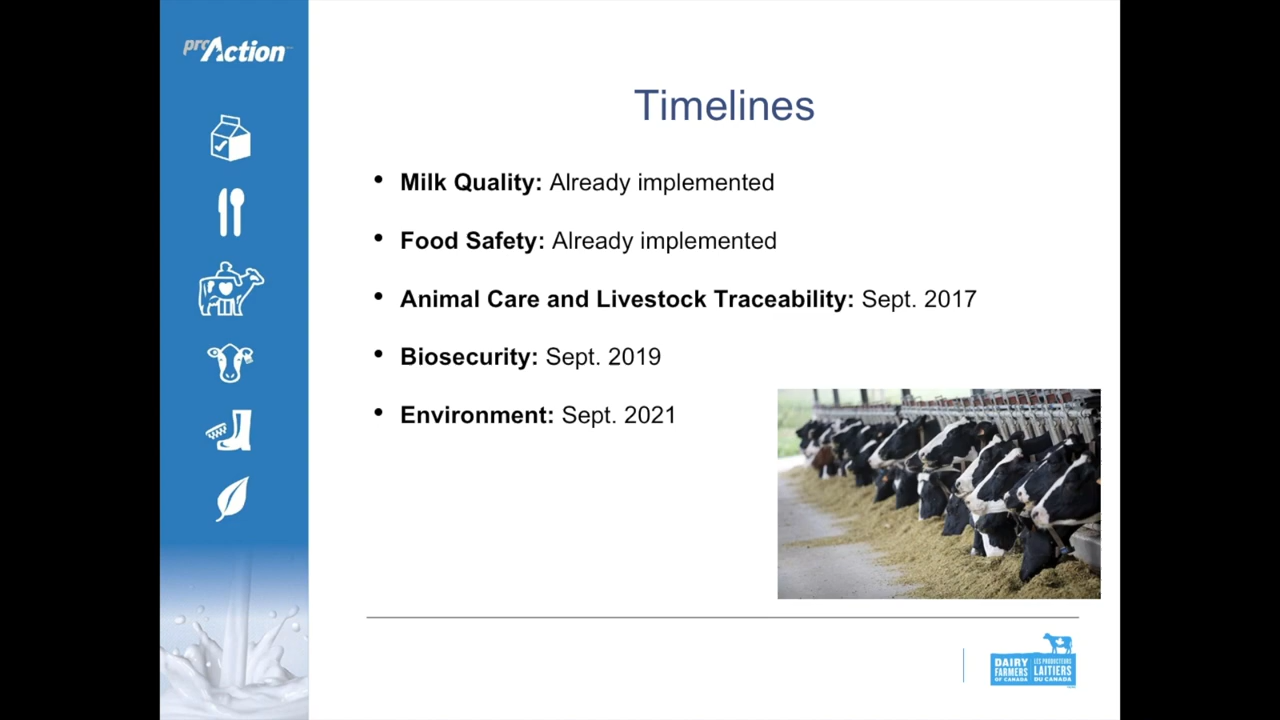 proAction
Timelines
• Milk Quality: Already implemented
• Food Safety: Already implemented
• Animal Care and Livestock Traceability: Sept. 2017
• Biosecurity: Sept. 2019
• Environment: Sept. 2021
DAIRY
FARMERS
OF CANADA
LES PRODUCTEURS
LAITIERS
DU CANADA